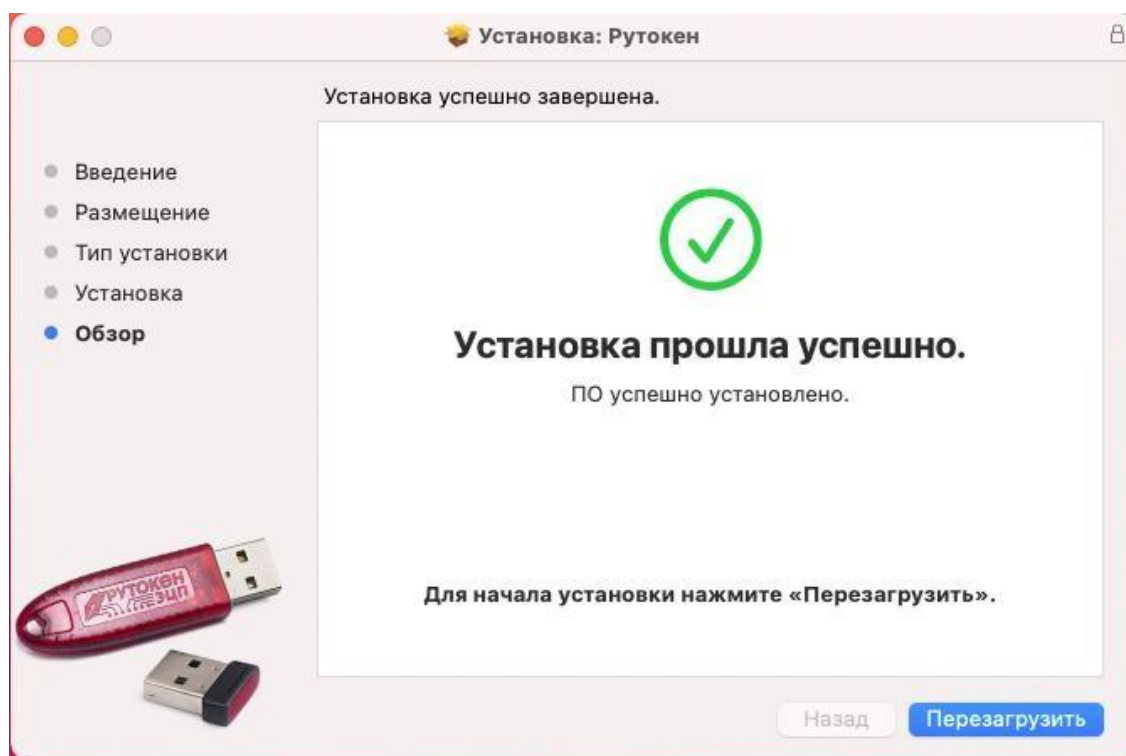 Установка: Рутокен
Установка успешно завершена.
Введение
Размещение
Тип установки
Установка
Обзор
Установка прошла успешно.
ПО успешно установлено.
Для начала установки нажмите «Перезагрузить».
РУТОКЕН
ЭЦП
Назад
Перезагрузить